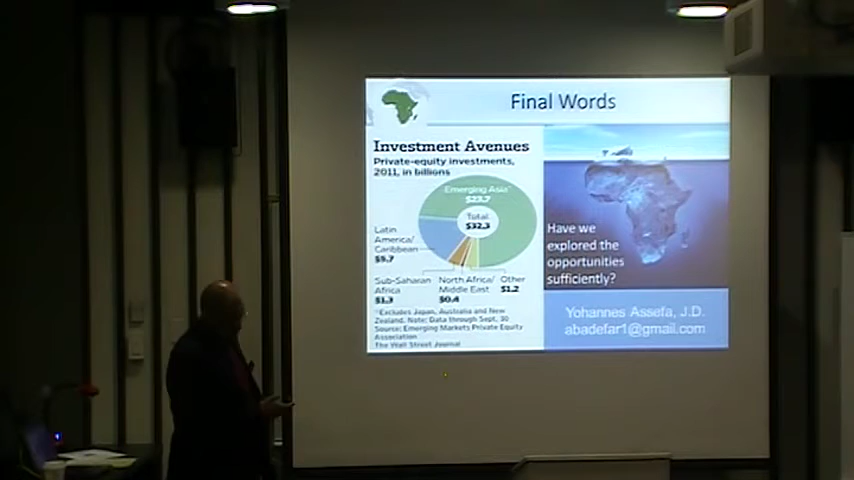 Final Words
Investment Avenues
Private-equity investments,
2011, in billions
Emerging Asia*
$23.7
Total
$32.3
Latin
America/
Caribbean
$5.7
Sub-Saharan
Africa
$1.3
North Africa/
Middle East
$0.4
Other
$1.2
*Excludes Japan, Australia and New
Zealand. Note: Data through Sept. 30
Source: Emerging Markets Private Equity
Association
The Wall Street Journal
Have we
explored the
opportunities
sufficiently?
Yohannes Assefa, J.D.
abadefar1@gmail.com